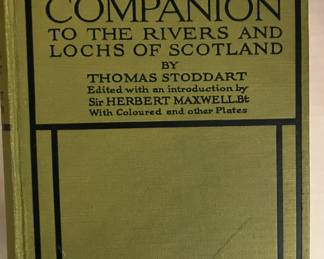 COMPANION
TO THE RIVERS AND
LOCHS OF SCOTLAND
BY
THOMAS STODDART
Edited with an introduction by
Sir HERBERT MAXWELL.Bt
With Coloured and other Plates